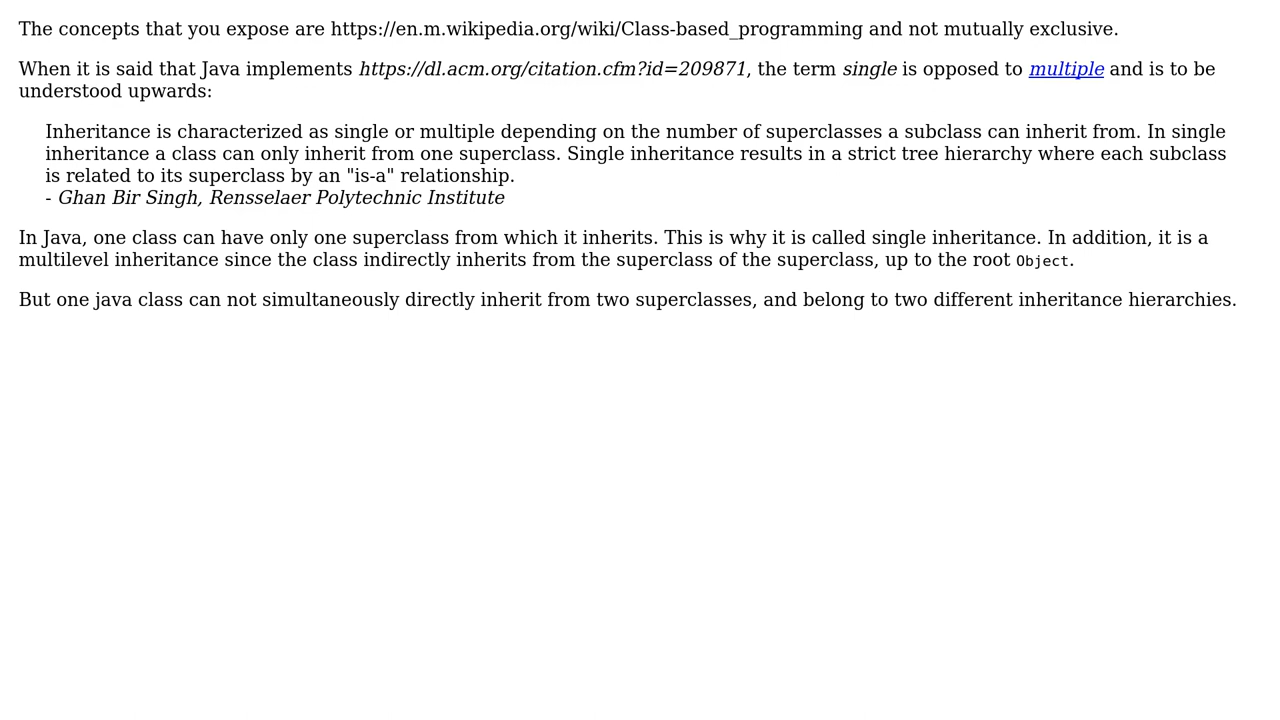 The concepts that you expose are https://en.m.wikipedia.org/wiki/Class-based_programming and not mutually exclusive.
When it is said that Java implements https://dl.acm.org/citation.cfm?id=209871, the term single is opposed to multiple and is to be
understood upwards:
Inheritance is characterized as single or multiple depending on the number of superclasses a subclass can inherit from. In single
inheritance a class can only inherit from one superclass. Single inheritance results in a strict tree hierarchy where each subclass
is related to its superclass by an "is-a" relationship.
- Ghan Bir Singh, Rensselaer Polytechnic Institute
In Java, one class can have only one superclass from which it inherits. This is why it is called single inheritance. In addition, it is a
multilevel inheritance since the class indirectly inherits from the superclass of the superclass, up to the root Object.
But one java class can not simultaneously directly inherit from two superclasses, and belong to two different inheritance hierarchies.